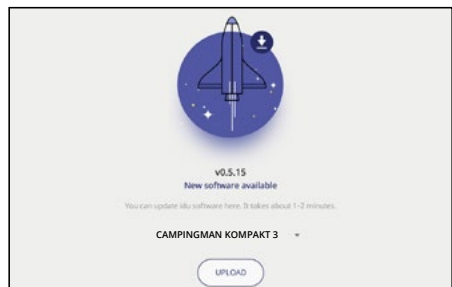 v0.5.15
New software available
You can update idu software here. It takes about 1-2 minutes.
CAMPINGMAN KOMPAKT 3
UPLOAD